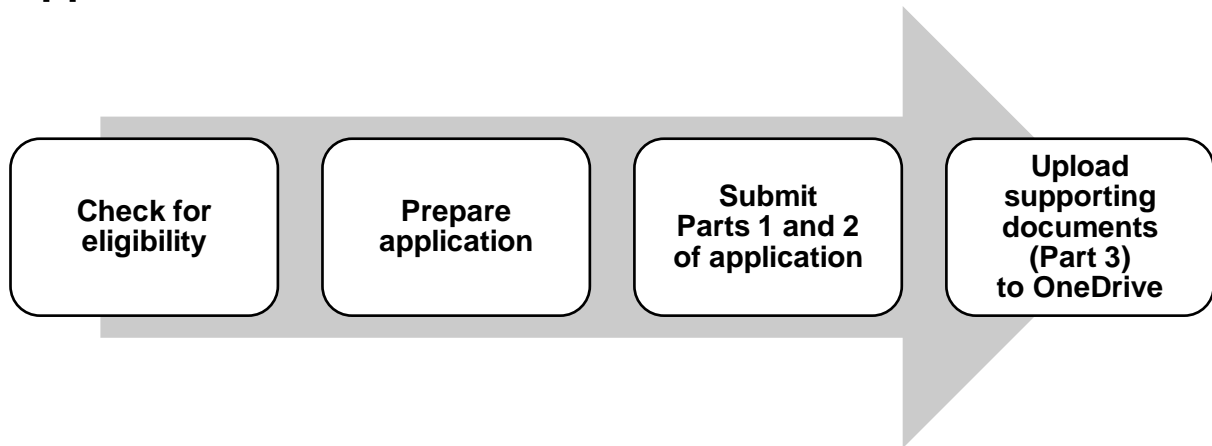 Check for
eligibility
Prepare
application
Submit
Parts 1 and 2
of application
Upload
supporting
documents
(Part 3)
to OneDrive